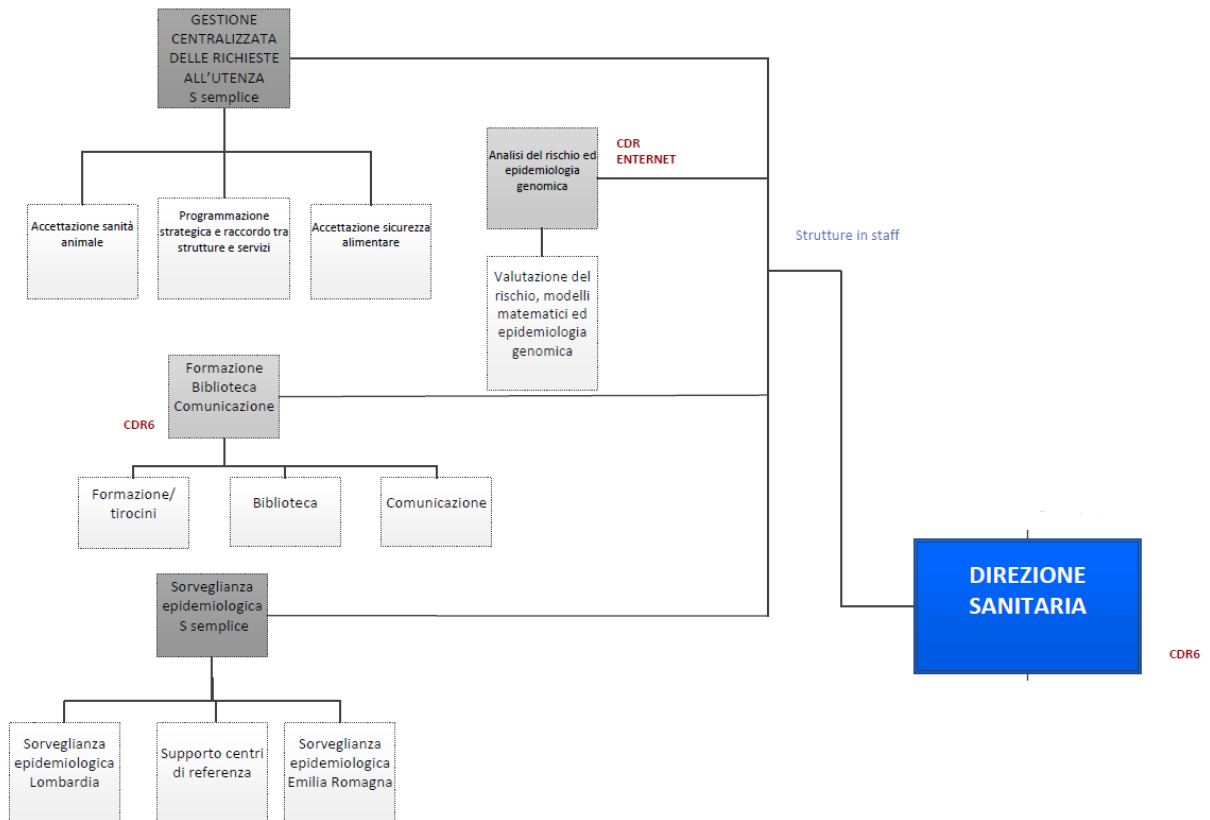 GESTIONE
CENTRALIZZATA
DELLE RICHIESTE
ALL'UTENZA
S semplice
Accettazione sanità
animale
Programmazione
strategica e raccordo tra
strutture e servizi
Accettazione sicurezza
alimentare
Analisi del rischio ed
epidemiologia
genomica
CDR
ENTERNET
Valutazione del
rischio, modelli
matematici ed
epidemiologia
genomica
Strutture in staff
Formazione
Biblioteca
Comunicazione
CDR6
Formazione/
tirocini
Biblioteca
Comunicazione
DIREZIONE
SANITARIA
CDR6
Sorveglianza
epidemiologica
S semplice
Sorveglianza
epidemiologica
Lombardia
Supporto centri
di referenza
Sorveglianza
epidemiologica
Emilia Romagna